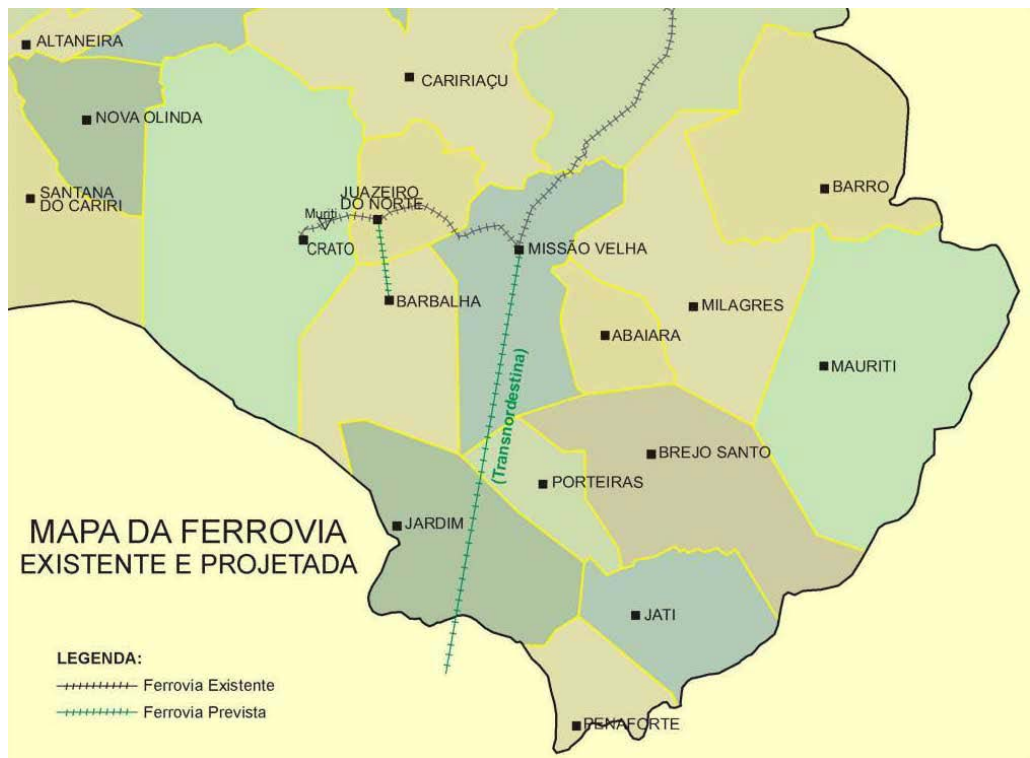 ALTANEIRA
CARIRIAÇU
NOVA OLINDA
SANTANA
DO CARIRI
JUAZEIRO
DO NORTE
BARRO
Muriti
CRATO
MISSÃO VELHA
BARBALHA
MILAGRES
ABAIARA
MAURITI
(Transnordestina)
BREJO SANTO
PORTEIRAS
JARDIM
MAPA DA FERROVIA
EXISTENTE E PROJETADA
JATI
LEGENDA:
Ferrovia Existente
Ferrovia Prevista
PENAFORTE